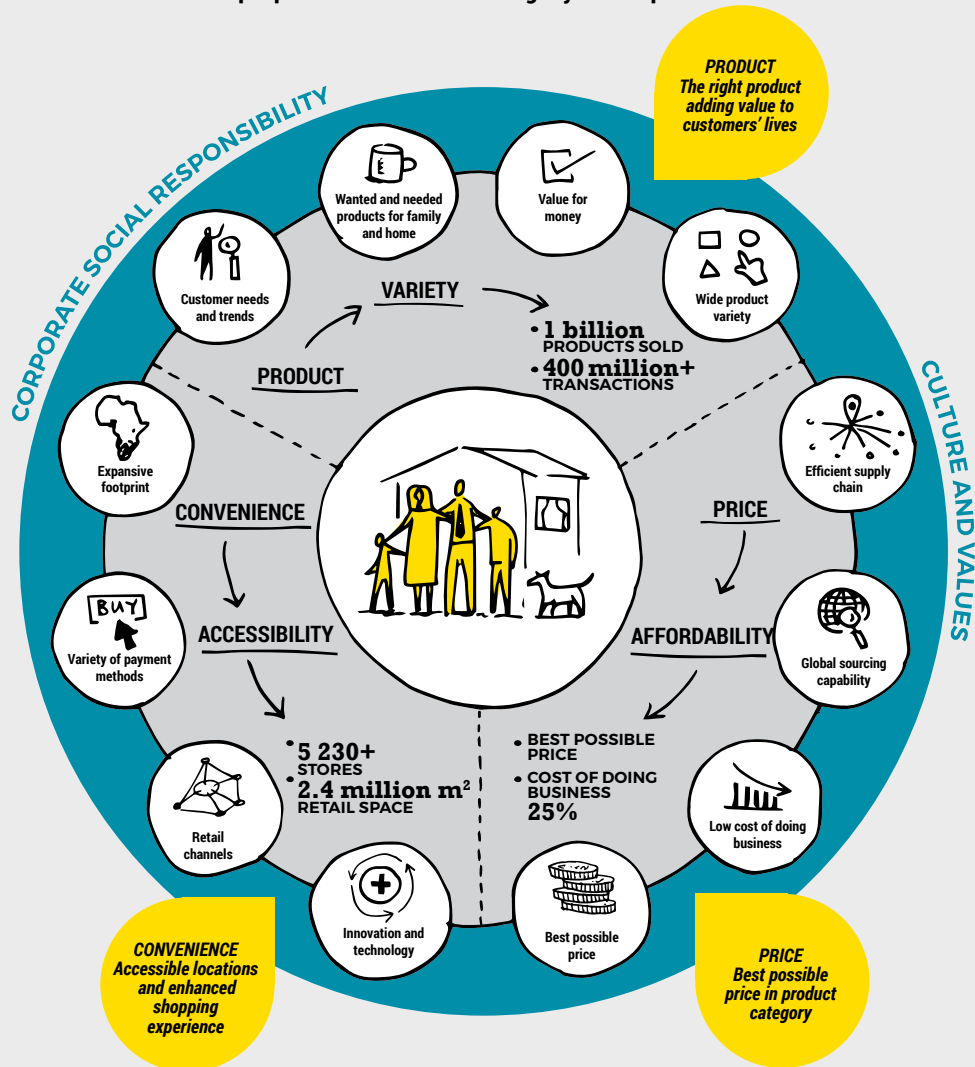 PRODUCT
The right product
adding value to
customers' lives
CORPORATE SOCIAL RESPONSIBILITY
CULTURE AND VALUES
Wanted and needed
products for family
and home
Value for
money
Customer needs
and trends
Wide product
variety
VARIETY
PRODUCT
• 1 billion
PRODUCTS SOLD
• 400 million+
TRANSACTIONS
Expansive
footprint
Efficient supply
chain
CONVENIENCE
PRICE
BUY
Variety of payment
methods
ACCESSIBILITY
AFFORDABILITY
Global sourcing
capability
• 5 230+
STORES
• 2.4 million m²
RETAIL SPACE
• BEST POSSIBLE
PRICE
• COST OF DOING
BUSINESS
25%
Retail
channels
Low cost of doing
business
Innovation and
technology
Best possible
price
CONVENIENCE
Accessible locations
and enhanced
shopping
experience
PRICE
Best possible
price in product
category